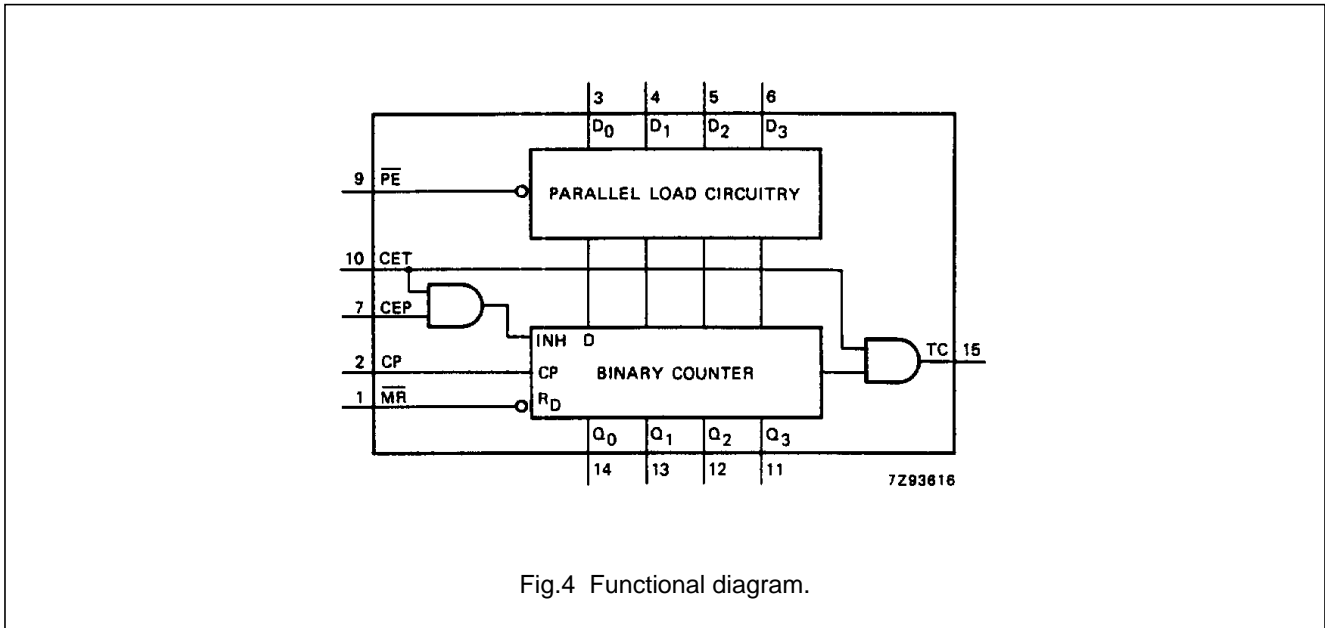 3 4 5 6
D0 D1 D2 D3
9 PE
PARALLEL LOAD CIRCUITRY
10 CET
7 CEP
INH D
TC 15
2 CP
CP
BINARY COUNTER
1 MR
RD
Q0 Q1 Q2 Q3
14 13 12 11
7Z93616
Fig.4 Functional diagram.